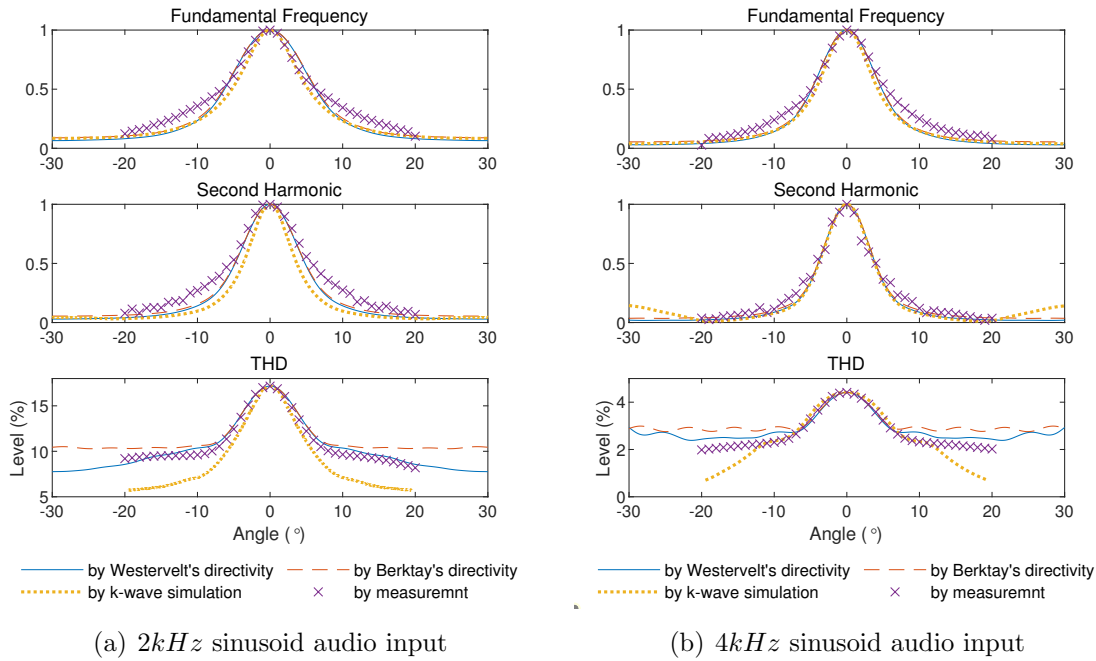 Fundamental Frequency
1
0.5
0
-30 -20 -10 0 10 20 30
Second Harmonic
1
0.5
0
-30 -20 -10 0 10 20 30
THD
Level (%)
15
10
5
-30 -20 -10 0 10 20 30
Angle (°)
by Westervelt's directivity
by Berktay's directivity
by k-wave simulation
by measuremnt
(a) 2kHz sinusoid audio input
Fundamental Frequency
1
0.5
0
-30 -20 -10 0 10 20 30
Second Harmonic
1
0.5
0
-30 -20 -10 0 10 20 30
THD
Level (%)
4
2
0
-30 -20 -10 0 10 20 30
Angle (°)
by Westervelt's directivity
by Berktay's directivity
by k-wave simulation
by measuremnt
(b) 4kHz sinusoid audio input